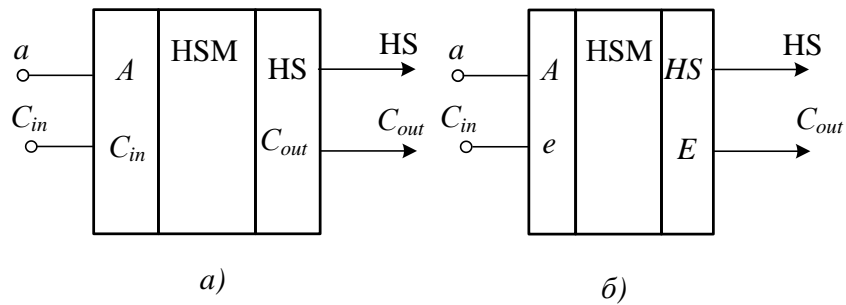 a A HSM HS HS
C_in C_in C_out C_out
a A HSM HS HS
C_in e E C_out
а) б)